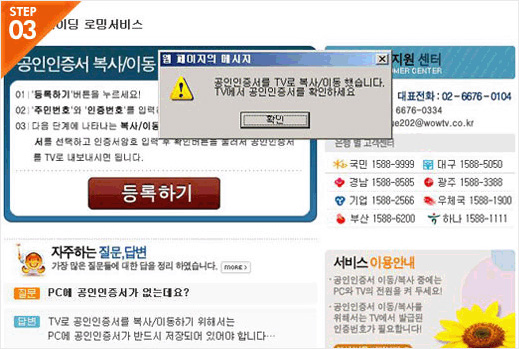 STEP
03
이딩 로밍서비스
공인인증서 복사/이동
01 | '등록하기'버튼을 누르세요!
02 | '주민번호'와 '인증번호'를 입력
03 | 다음 단계에 나타나는 복사/이동
서를 선택하고 인증서암호 입력 후 확인버튼을 눌러서 공인인증서
를 TV로 내보내시면 됩니다.
등록하기
웹 페이지의 메시지
공인인증서를 TV로 복사/이동 했습니다.
TV에서 공인인증서를 확인하세요
확인
지원 센터
OMER CENTER
대표전화 : 02-6676-0104
6676-0334
ue202@wowtv.co.kr
은행 별 고객센터
국민 1588-9999
대구 1588-5050
경남 1588-8585
광주 1588-3388
기업 1588-2566
우체국 1588-1900
부산 1588-6200
하나 1588-1111
자주하는 질문,답변
가장 많은 질문들에 대한 답을 정리 하였습니다.
more >
질문 PC에 공인인증서가 없는데요?
답변 TV로 공인인증서를 복사/이동하기 위해서는
PC에 공인인증서가 반드시 저장되어 있어야 합니다…
서비스 이용안내
· 공인인증서 이동/복사 중에는
PC와 TV의 전원을 켜 두세요!
· 공인인증서 이동/복사를
위해서는 TV에서 발급된
인증번호가 필요합니다!